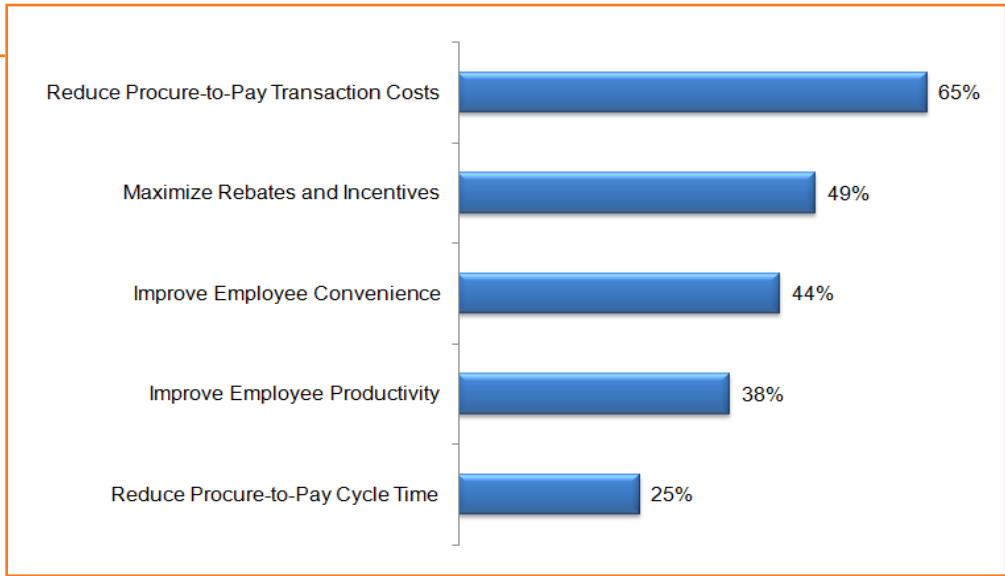 Reduce Procure-to-Pay Transaction Costs 65%
Maximize Rebates and Incentives 49%
Improve Employee Convenience 44%
Improve Employee Productivity 38%
Reduce Procure-to-Pay Cycle Time 25%